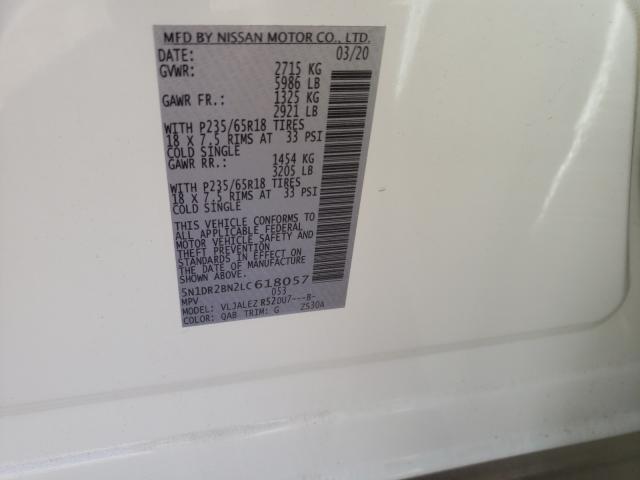 MFD BY NISSAN MOTOR CO., LTD.
DATE: 03/20
GVWR: 2715 KG
5986 LB
GAWR FR.: 1325 KG
2921 LB
WITH P235/65R18 TIRES
18 X 7.5 RIMS AT 33 PSI
COLD SINGLE
GAWR RR.: 1454 KG
3205 LB
WITH P235/65R18 TIRES
18 X 7.5 RIMS AT 33 PSI
COLD SINGLE
THIS VEHICLE CONFORMS TO
ALL APPLICABLE FEDERAL
MOTOR VEHICLE SAFETY AND
THEFT PREVENTION
STANDARDS IN EFFECT ON
THE DATE OF MANUFACTURE
SHOWN ABOVE.
5N1DR2BN2LC618057
MPV 053
MODEL: VLJALEZ R520U7---B-
COLOR: QAB TRIM: G ZS30A